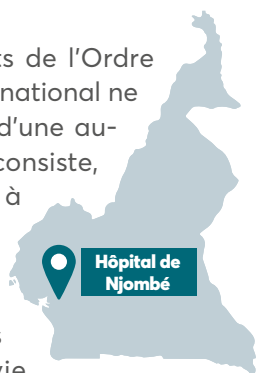 ts de l'Ordre
national ne
d'une au-
consiste,
à
Hôpital de
Njombé
s
vie